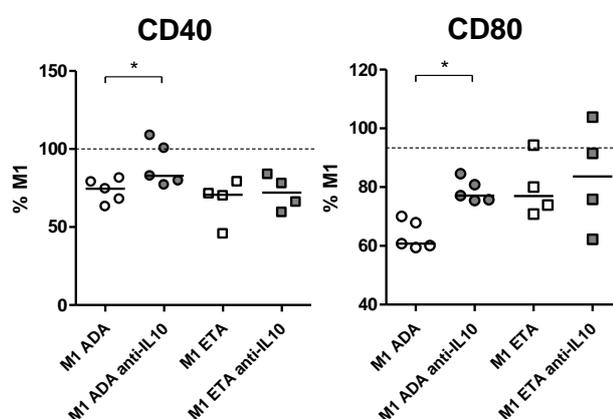 CD40
*
150
100
50
0
% M1
M1 ADA
M1 ADA anti-IL10
M1 ETA
M1 ETA anti-IL10
CD80
*
120
100
80
60
40
% M1
M1 ADA
M1 ADA anti-IL10
M1 ETA
M1 ETA anti-IL10